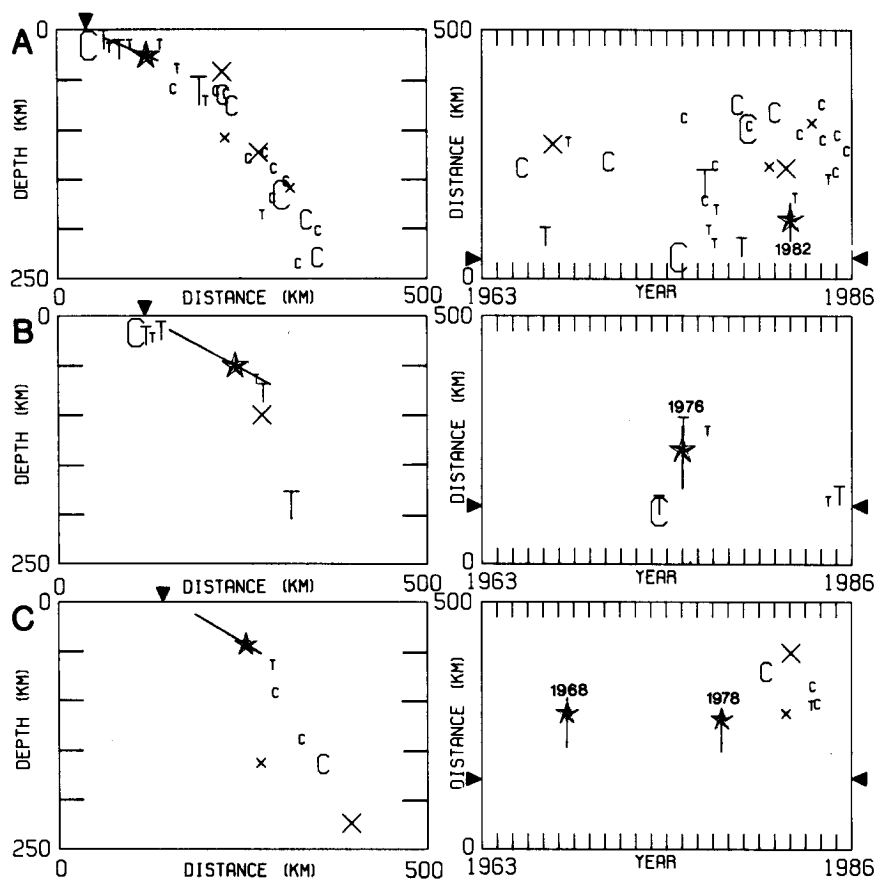 A
0
DEPTH (KM)
250
0
DISTANCE (KM)
500
500
DISTANCE (KM)
0
1982
1963
YEAR
1986
B
0
DEPTH (KM)
250
0
DISTANCE (KM)
500
500
DISTANCE (KM)
0
1976
1963
YEAR
1986
C
0
DEPTH (KM)
250
0
DISTANCE (KM)
500
500
DISTANCE (KM)
0
1968
1978
1963
YEAR
1986